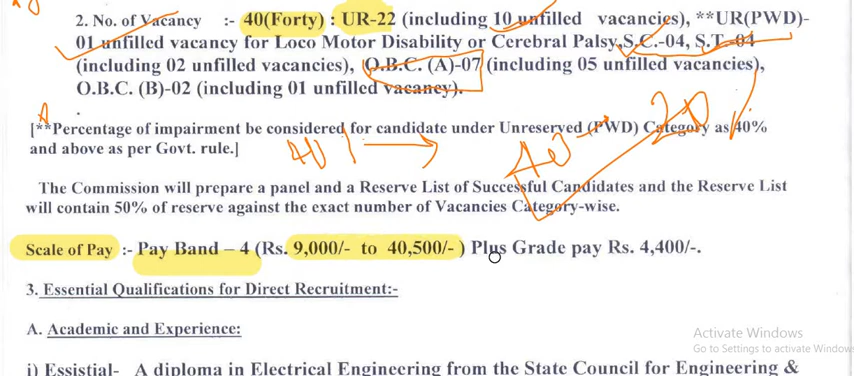 2. No. of Vacancy :- 40(Forty) : UR-22 (including 10 unfilled vacancies), **UR(PWD)-
01 unfilled vacancy for Loco Motor Disability or Cerebral Palsy,S.C.-04, S.T.-04
(including 02 unfilled vacancies), O.B.C. (A)-07 (including 05 unfilled vacancies),
O.B.C. (B)-02 (including 01 unfilled vacancy).
[**Percentage of impairment be considered for candidate under Unreserved (PWD) Category as 40%
and above as per Govt. rule.]
40
40 20
The Commission will prepare a panel and a Reserve List of Successful Candidates and the Reserve List
will contain 50% of reserve against the exact number of Vacancies Category-wise.
Scale of Pay :- Pay Band – 4 (Rs. 9,000/- to 40,500/- ) Plus Grade pay Rs. 4,400/-.
3. Essential Qualifications for Direct Recruitment:-
A. Academic and Experience:
Activate Windows
Go to Settings to activate Windows
i) Essistial- A diploma in Electrical Engineering from the State Council for Engineering &